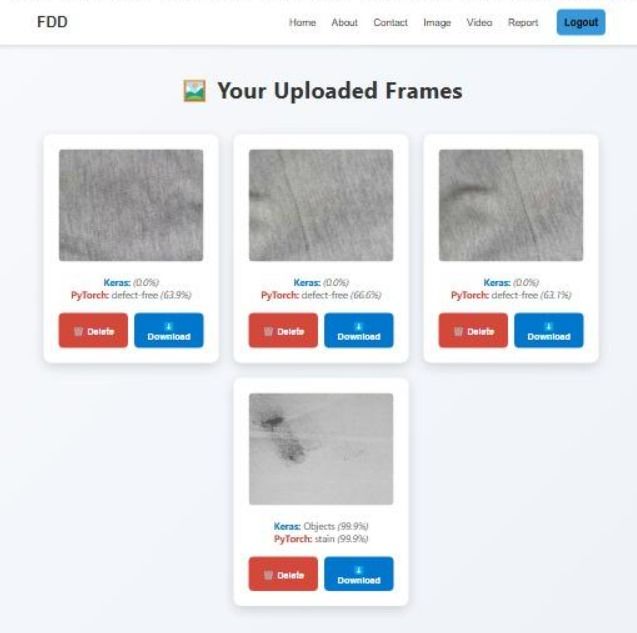 FDD
Home About Contact Image Video Report Logout
Your Uploaded Frames
Keras: (0.0%)
PyTorch: defect-free (63.9%)
Delete
Download
Keras: (0.0%)
PyTorch: defect-free (66.6%)
Delete
Download
Keras: (0.0%)
PyTorch: defect-free (63.1%)
Delete
Download
Keras: Objects (99.9%)
PyTorch: stain (99.9%)
Delete
Download